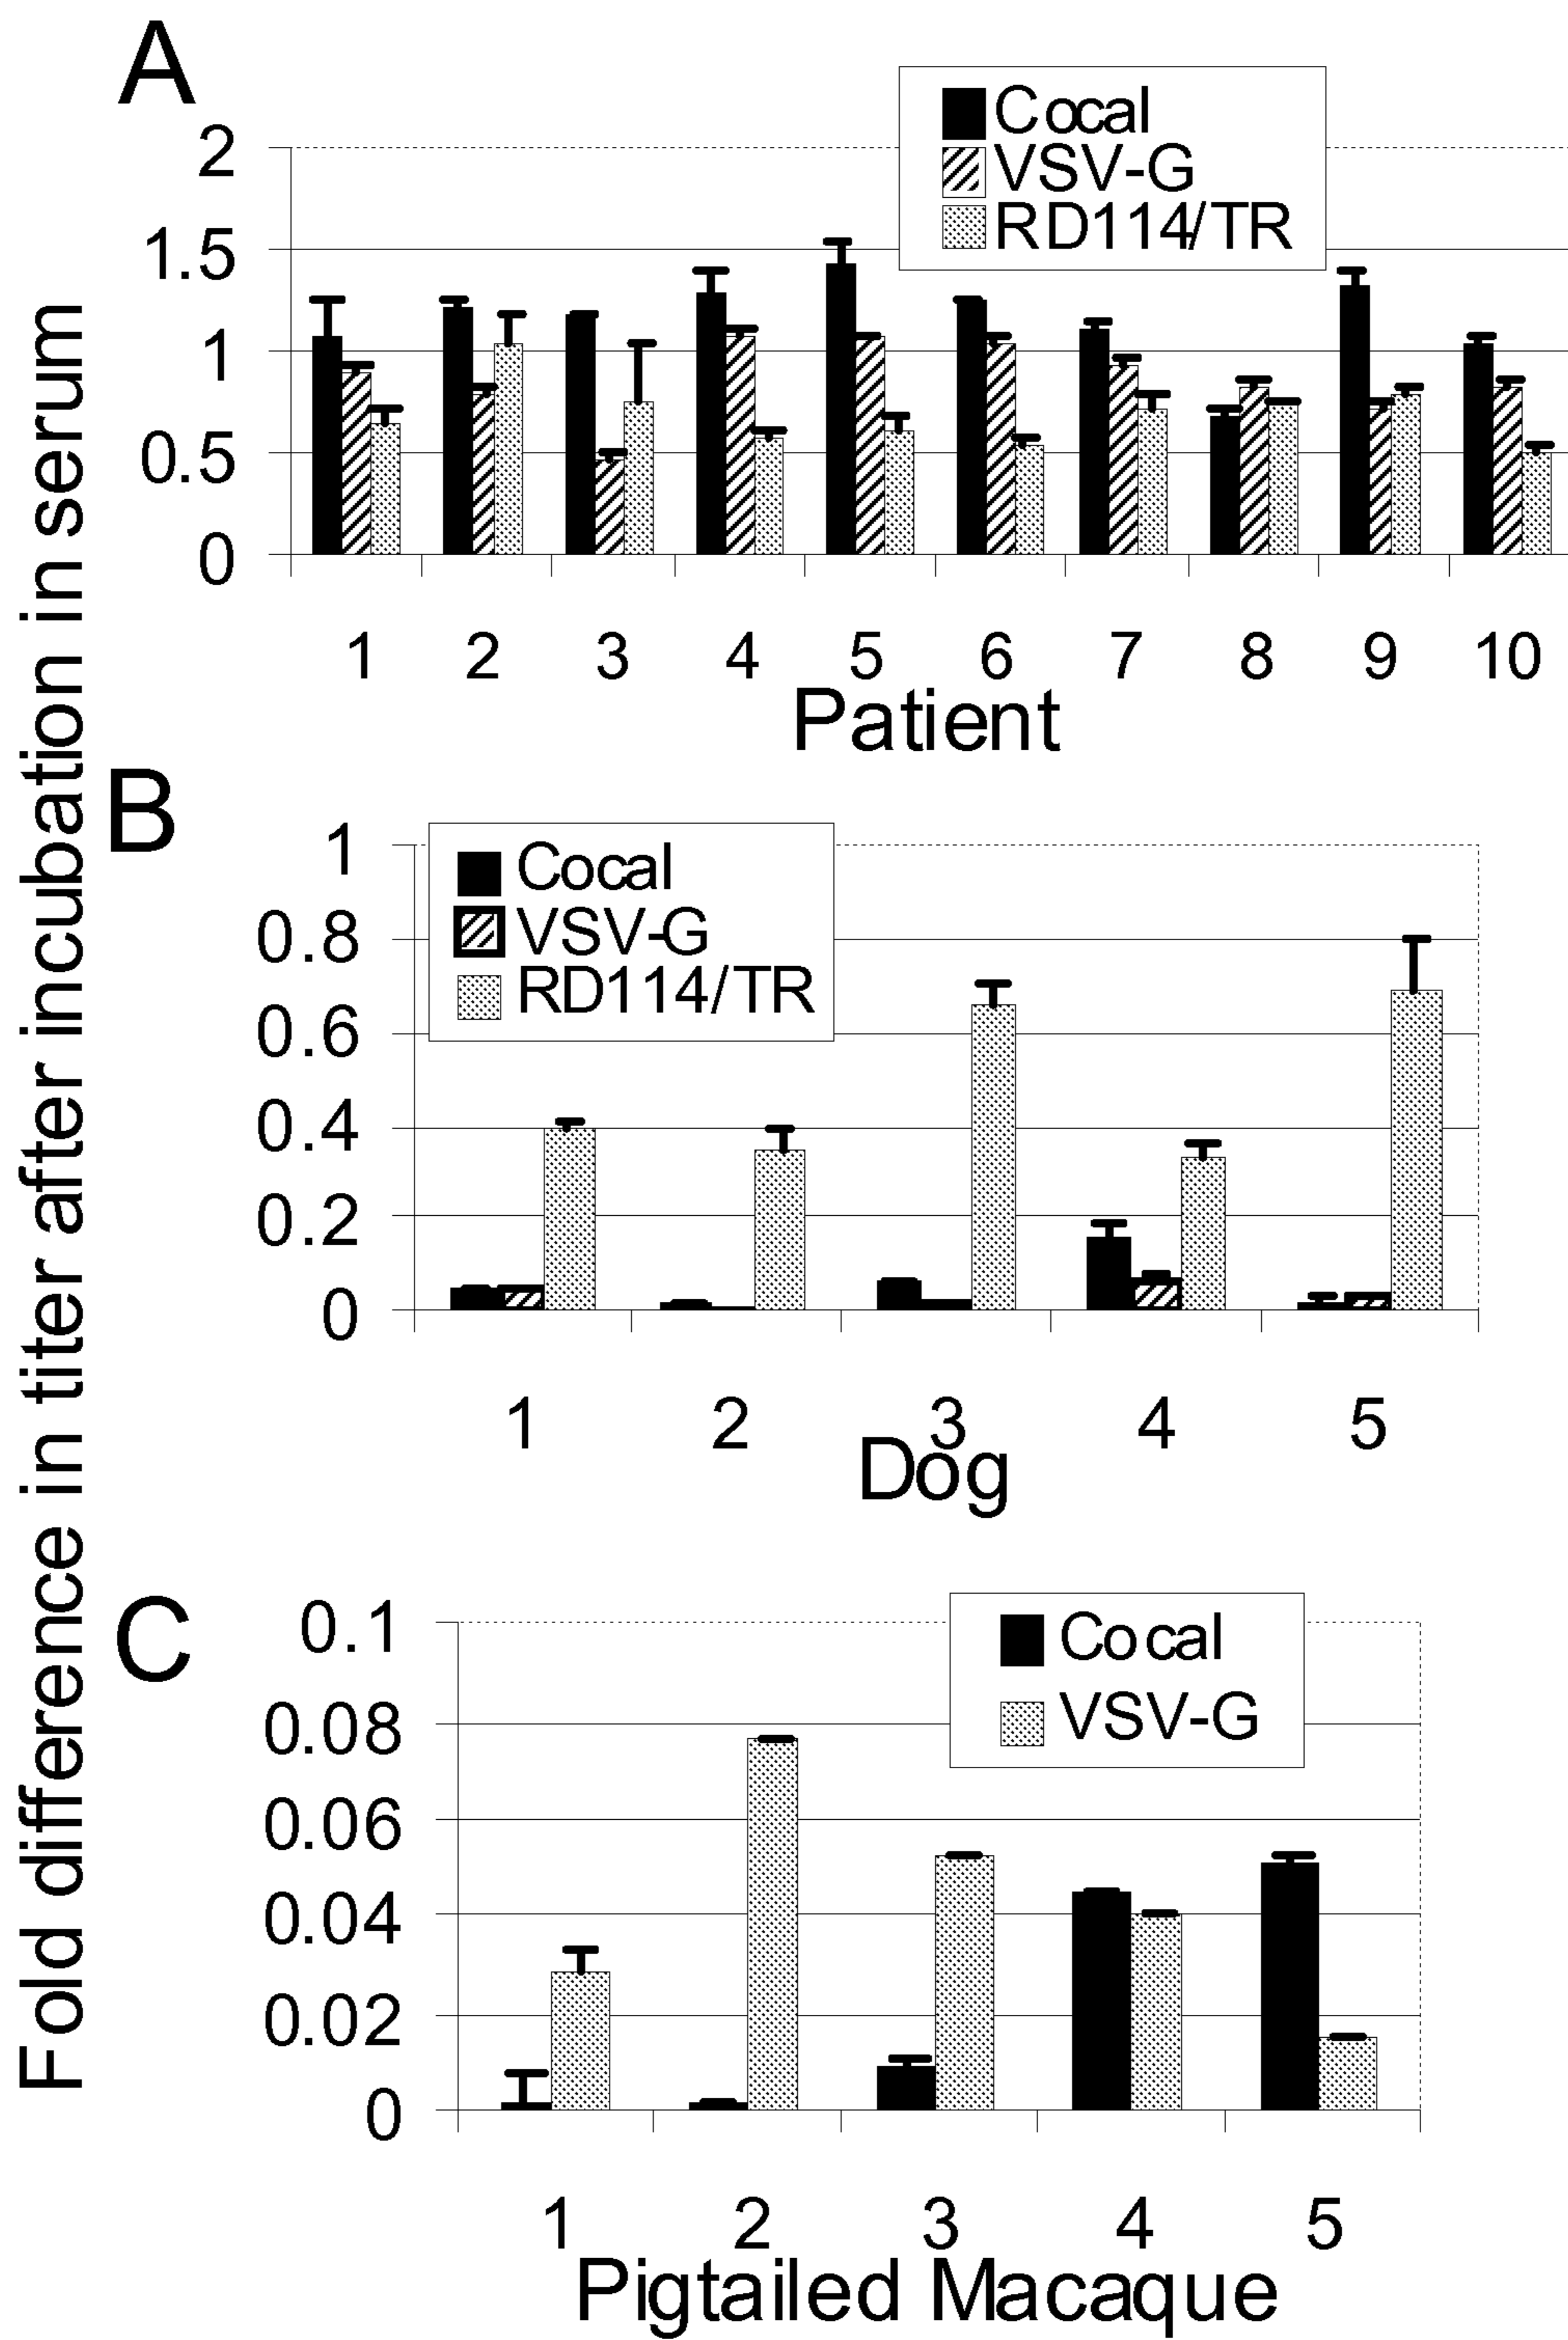 Fold difference in titer after incubation in serum
A
Cocal
VSV-G
RD114/TR
2
1.5
1
0.5
0
1 2 3 4 5 6 7 8 9 10
Patient
B
Cocal
VSV-G
RD114/TR
1
0.8
0.6
0.4
0.2
0
1 2 3 4 5
Dog
C
Cocal
VSV-G
0.1
0.08
0.06
0.04
0.02
0
1 2 3 4 5
Pigtailed Macaque